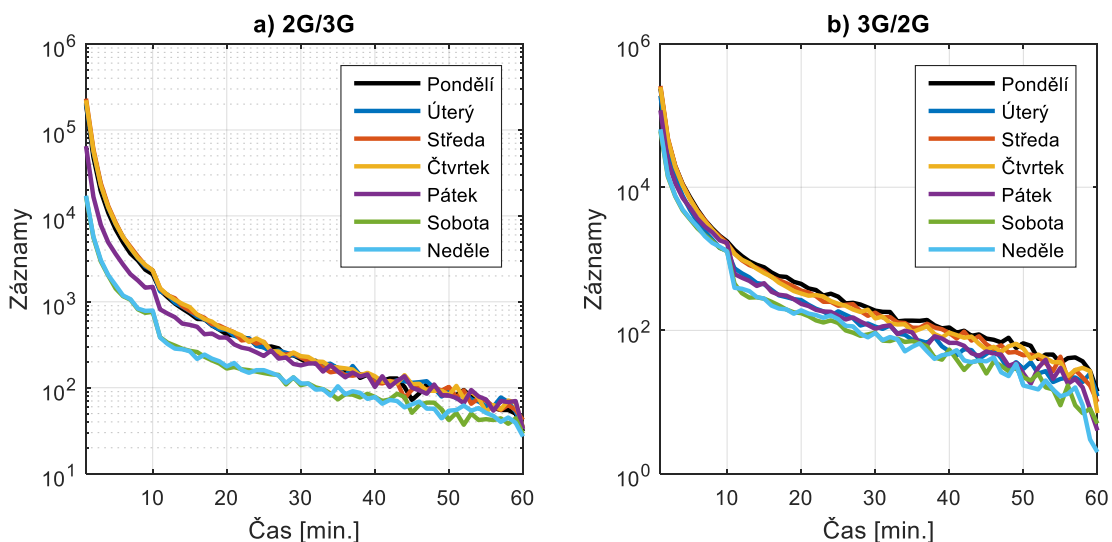 a) 2G/3G
10^6
10^5
10^4
10^3
10^2
10^1
Záznamy
10 20 30 40 50 60
Čas [min.]
Pondělí
Úterý
Středa
Čtvrtek
Pátek
Sobota
Neděle
b) 3G/2G
10^6
10^4
10^2
10^0
Záznamy
10 20 30 40 50 60
Čas [min.]
Pondělí
Úterý
Středa
Čtvrtek
Pátek
Sobota
Neděle